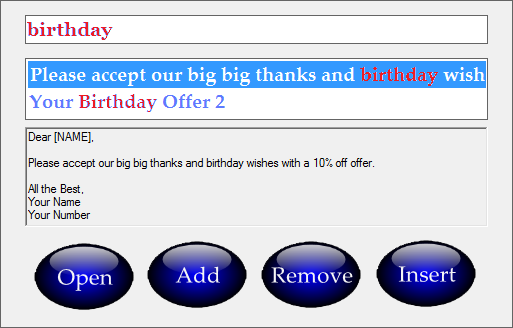 birthday
Please accept our big big thanks and birthday wish
Your Birthday Offer 2
Dear [NAME],
Please accept our big big thanks and birthday wishes with a 10% off offer.
All the Best,
Your Name
Your Number
Open Add Remove Insert